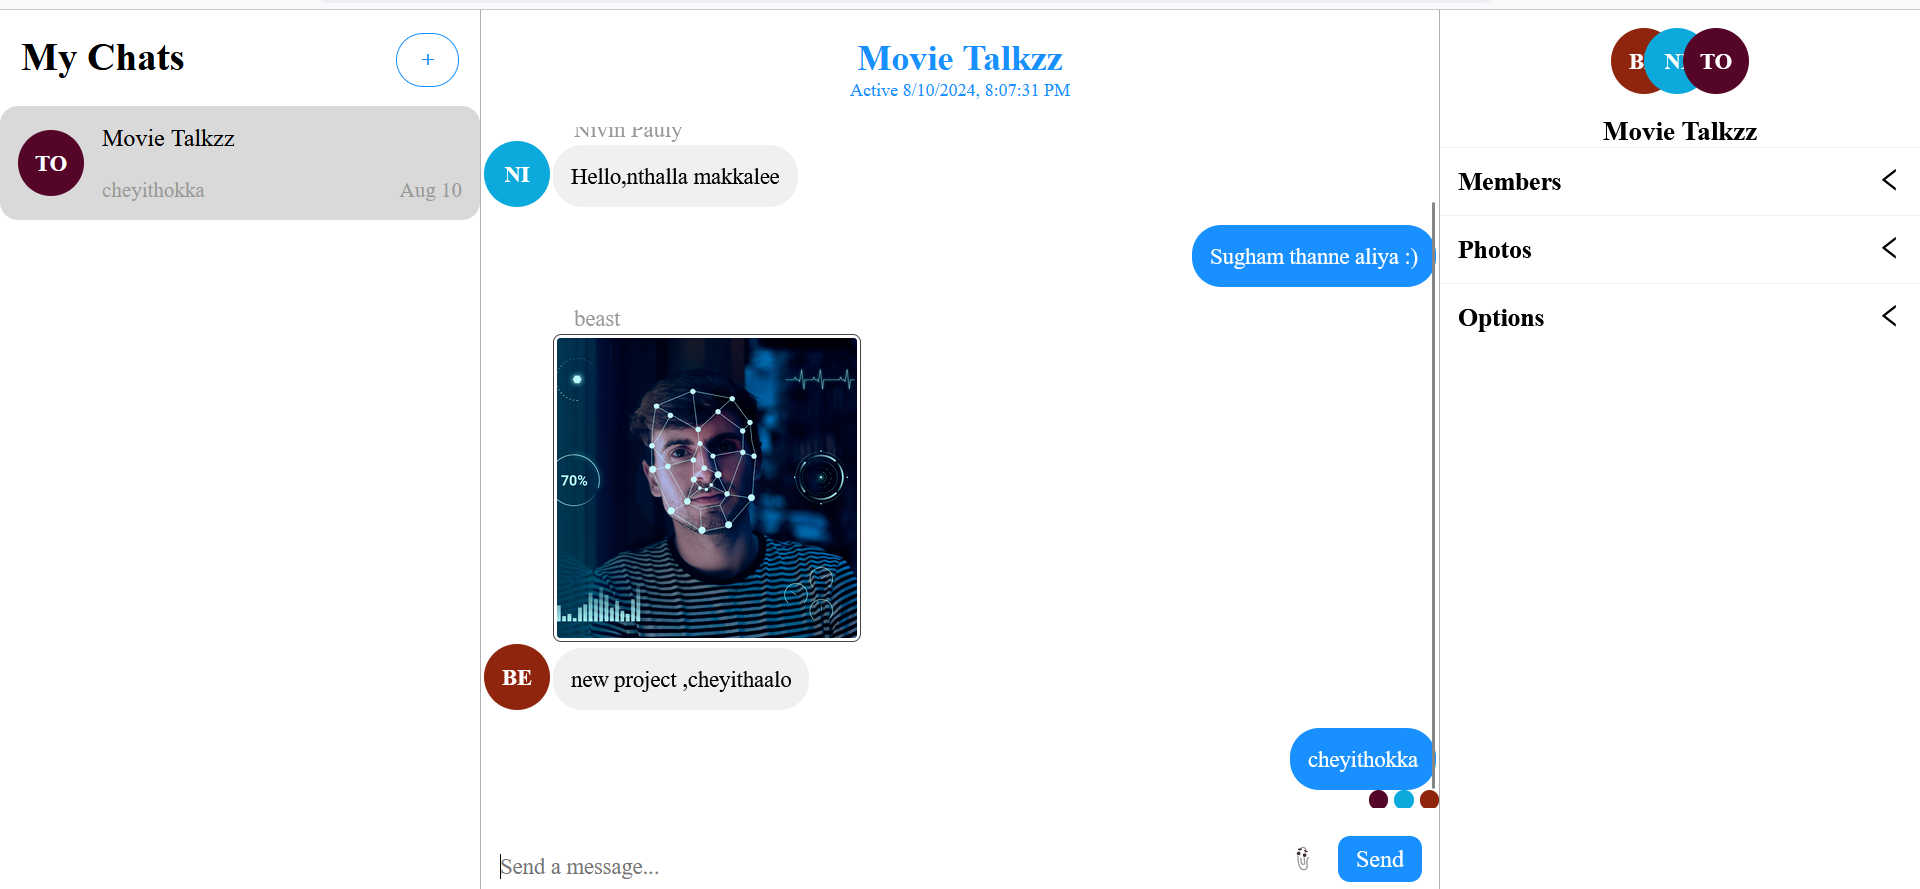 My Chats
+
TO
Movie Talkzz
cheyithokka
Aug 10
Movie Talkzz
Active 8/10/2024, 8:07:31 PM
Nivin Pauly
NI
Hello,nthalla makkalee
Sugham thanne aliya :)
beast
70%
BE
new project ,cheyithaalo
cheyithokka
Send a message...
Send
B
N
TO
Movie Talkzz
Members
Photos
Options